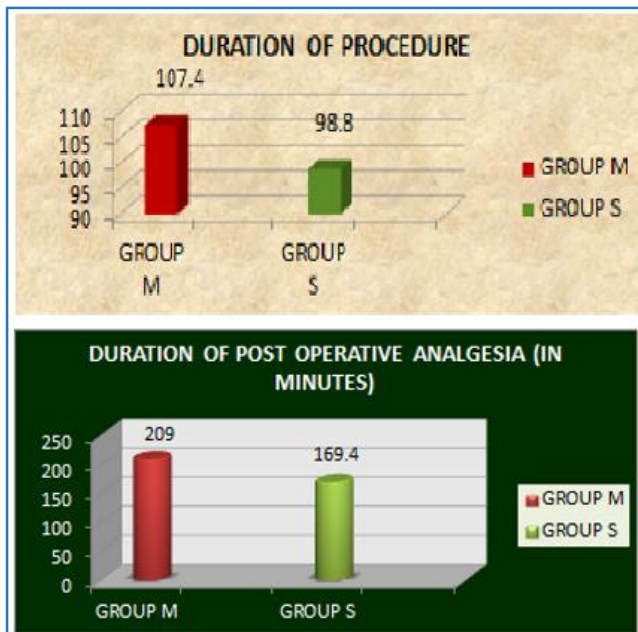 DURATION OF PROCEDURE
107.4
98.8
110
105
100
95
90
GROUP M
GROUP S
GROUP
M
GROUP
S
DURATION OF POST OPERATIVE ANALGESIA (IN
MINUTES)
209
169.4
250
200
150
100
50
0
GROUP M
GROUP S
GROUP M
GROUP S